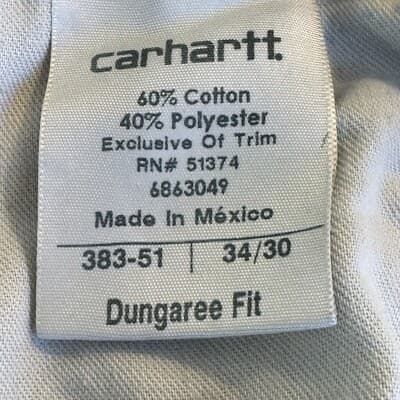 carhartt.
60% Cotton
40% Polyester
Exclusive Of Trim
RN# 51374
6863049
Made In México
383-51 34/30
Dungaree Fit